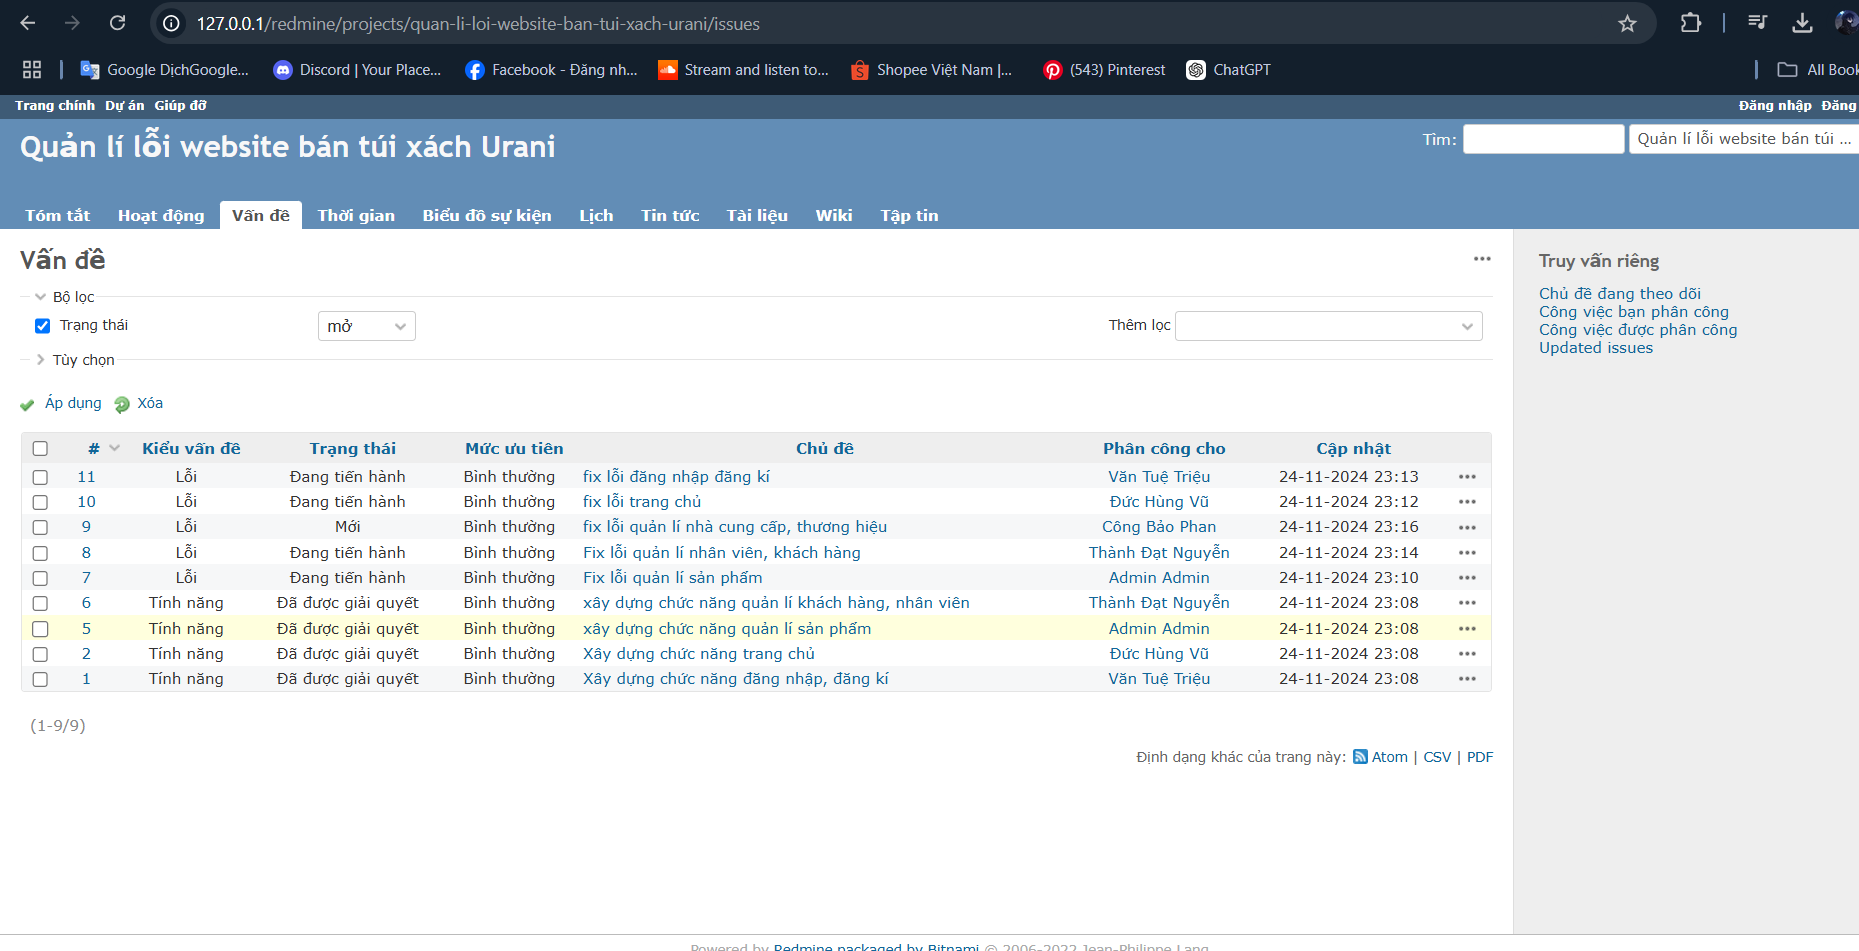 127.0.0.1/redmine/projects/quan-li-loi-website-ban-tui-xach-urani/issues
Google DịchGoogle... Discord | Your Place... Facebook - Đăng nh... Stream and listen to... Shopee Việt Nam |... (543) Pinterest ChatGPT All Book
Trang chính Dự án Giúp đỡ Đăng nhập Đăng
Quản lí lỗi website bán túi xách Urani Tìm: Quản lí lỗi website bán túi ...
Tóm tắt Hoạt động Vấn đề Thời gian Biểu đồ sự kiện Lịch Tin tức Tài liệu Wiki Tập tin
Vấn đề
Bộ lọc
Trạng thái mở Thêm lọc
Tùy chọn
Áp dụng Xóa
# Kiểu vấn đề Trạng thái Mức ưu tiên Chủ đề Phân công cho Cập nhật
11 Lỗi Đang tiến hành Bình thường fix lỗi đăng nhập đăng kí Văn Tuệ Triệu 24-11-2024 23:13
10 Lỗi Đang tiến hành Bình thường fix lỗi trang chủ Đức Hùng Vũ 24-11-2024 23:12
9 Lỗi Mới Bình thường fix lỗi quản lí nhà cung cấp, thương hiệu Công Bảo Phan 24-11-2024 23:16
8 Lỗi Đang tiến hành Bình thường Fix lỗi quản lí nhân viên, khách hàng Thành Đạt Nguyễn 24-11-2024 23:14
7 Lỗi Đang tiến hành Bình thường Fix lỗi quản lí sản phẩm Admin Admin 24-11-2024 23:10
6 Tính năng Đã được giải quyết Bình thường xây dựng chức năng quản lí khách hàng, nhân viên Thành Đạt Nguyễn 24-11-2024 23:08
5 Tính năng Đã được giải quyết Bình thường xây dựng chức năng quản lí sản phẩm Admin Admin 24-11-2024 23:08
2 Tính năng Đã được giải quyết Bình thường Xây dựng chức năng trang chủ Đức Hùng Vũ 24-11-2024 23:08
1 Tính năng Đã được giải quyết Bình thường Xây dựng chức năng đăng nhập, đăng kí Văn Tuệ Triệu 24-11-2024 23:08
(1-9/9)
Định dạng khác của trang này: Atom | CSV | PDF
Truy vấn riêng
Chủ đề đang theo dõi
Công việc bạn phân công
Công việc được phân công
Updated issues
Powered by Redmine packaged by Bitnami © 2006-2022 Jean-Philippe Lang